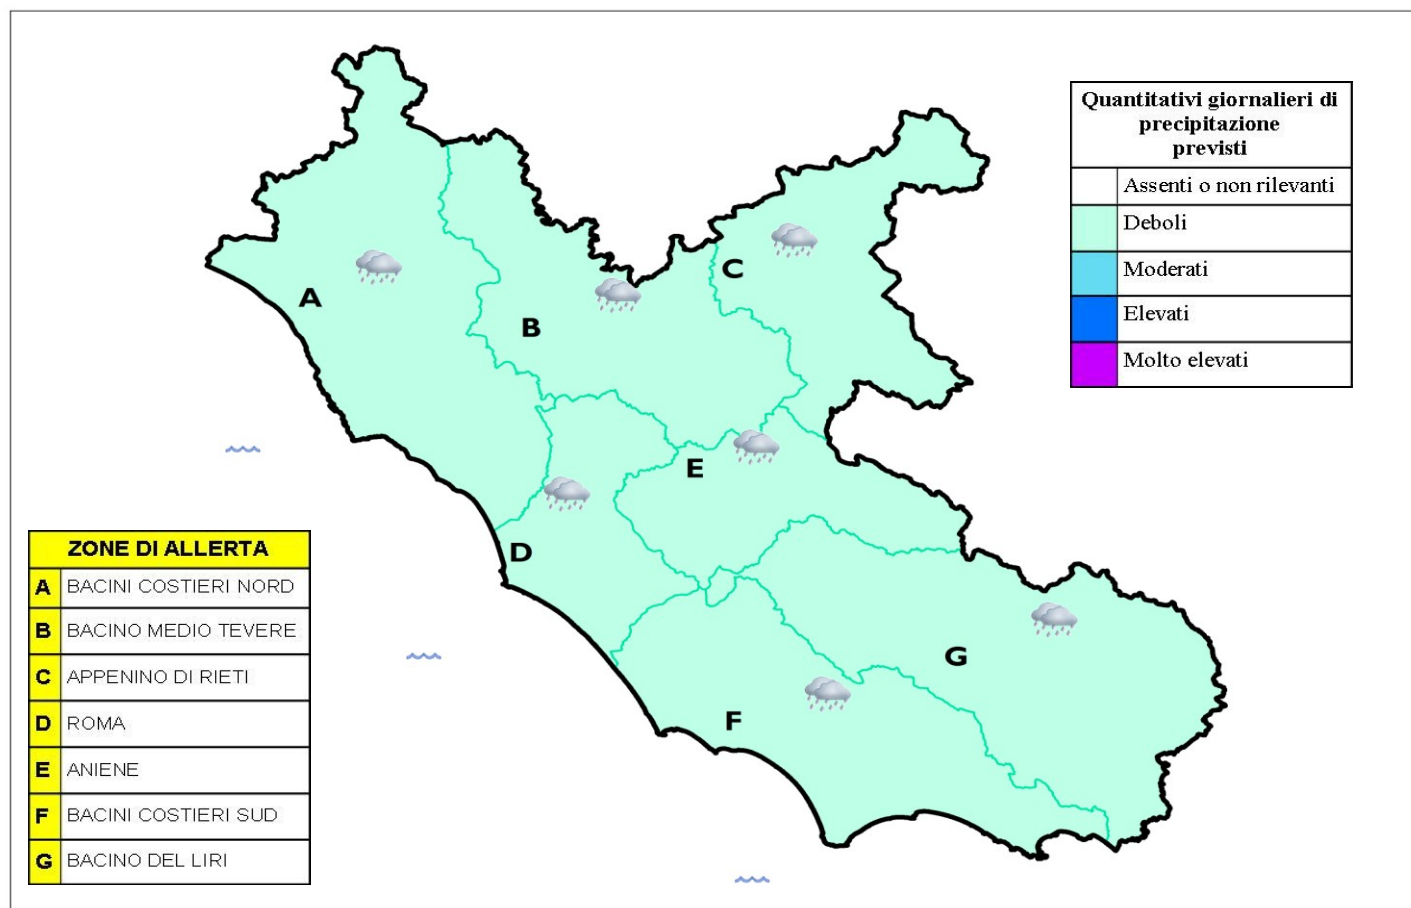 Quantitativi giornalieri di
precipitazione
previsti
Assenti o non rilevanti
Deboli
Moderati
Elevati
Molto elevati
C
A
B
E
D
G
F
ZONE DI ALLERTA
A BACINI COSTIERI NORD
B BACINO MEDIO TEVERE
C APPENINO DI RIETI
D ROMA
E ANIENE
F BACINI COSTIERI SUD
G BACINO DEL LIRI